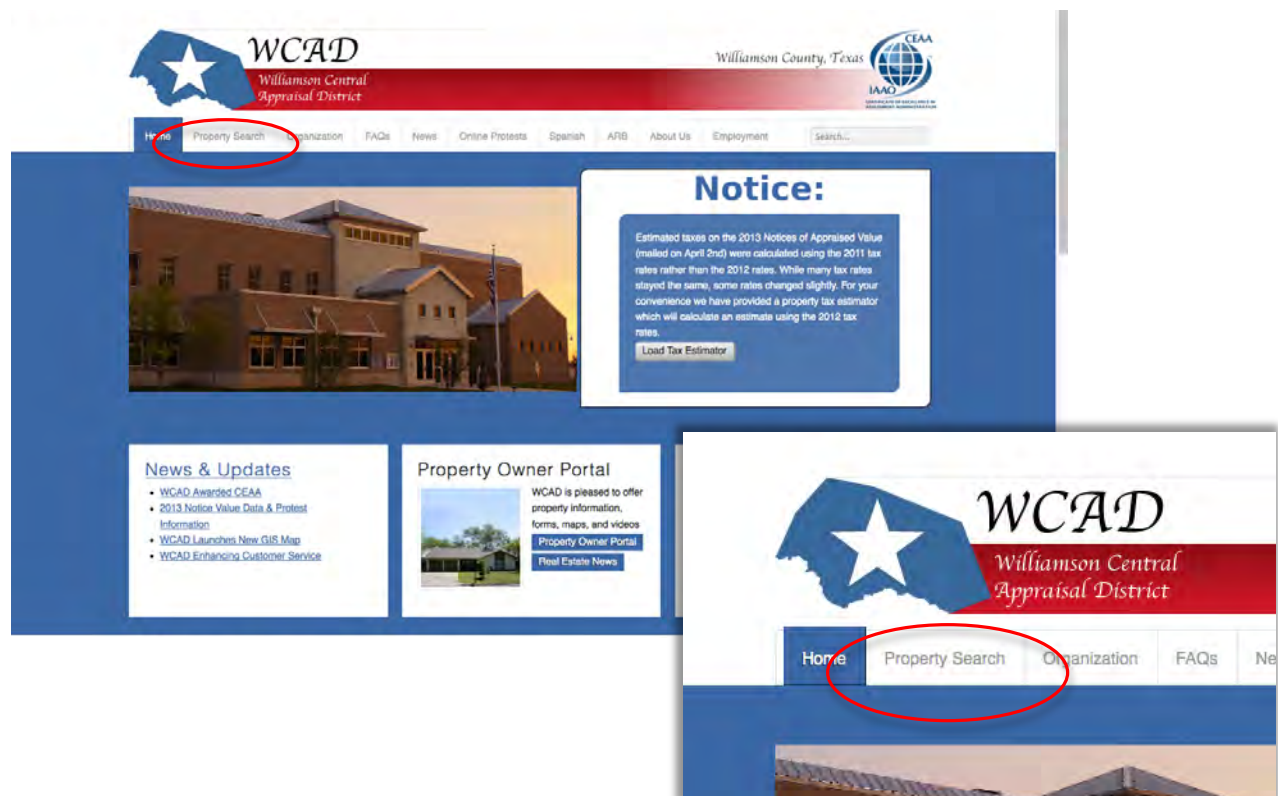 WCAD
Williamson Central
Appraisal District
Williamson County, Texas
CEAA
IAAO
CERTIFICATE OF EXCELLENCE IN
ASSESSMENT ADMINISTRATION
Home Property Search Organization FAQs News Online Protests Spanish ARB About Us Employment Search...
Notice:
Estimated taxes on the 2013 Notices of Appraised Value
(mailed on April 2nd) were calculated using the 2011 tax
rates rather than the 2012 rates. While many tax rates
stayed the same, some rates changed slightly. For your
convenience we have provided a property tax estimator
which will calculate an estimate using the 2012 tax
rates.
Load Tax Estimator
News & Updates
• WCAD Awarded CEAA
• 2013 Notice Value Data & Protest
Information
• WCAD Launches New GIS Map
• WCAD Enhancing Customer Service
Property Owner Portal
WCAD is pleased to offer
property information,
forms, maps, and videos
Property Owner Portal
Real Estate News
WCAD
Williamson Central
Appraisal District
Home Property Search Organization FAQs Ne